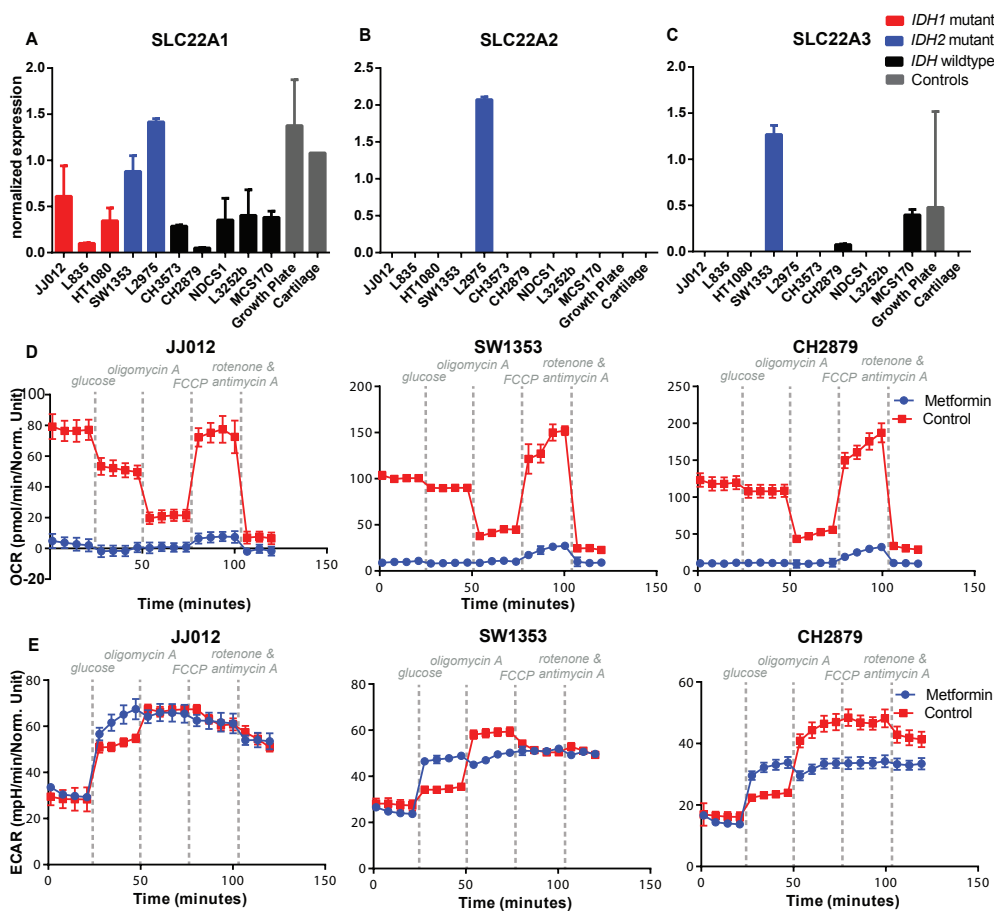 A
SLC22A1
B
SLC22A2
C
SLC22A3
IDH1 mutant
IDH2 mutant
IDH wildtype
Controls
normalized expression
2.0
1.5
1.0
0.5
0.0
JJ012
L835
HT1080
SW1353
L2975
CH3573
CH2879
NDCS1
L3252b
MCS170
Growth Plate
Cartilage
2.5
2.0
1.5
1.0
0.5
0.0
JJ012
L835
HT1080
SW1353
L2975
CH3573
CH2879
NDCS1
L3252b
MCS170
Growth Plate
Cartilage
2.0
1.5
1.0
0.5
0.0
JJ012
L835
HT1080
SW1353
L2975
CH3573
CH2879
NDCS1
L3252b
MCS170
Growth Plate
Cartilage
D
JJ012
glucose
oligomycin A
FCCP
rotenone &
antimycin A
OCR (pmol/min/Norm. Unit)
100
80
60
40
20
0
-20
50
100
150
Time (minutes)
SW1353
glucose
oligomycin A
FCCP
rotenone &
antimycin A
200
150
100
50
0
0
50
100
150
Time (minutes)
CH2879
glucose
oligomycin A
FCCP
rotenone &
antimycin A
250
200
150
100
50
0
0
50
100
150
Time (minutes)
Metformin
Control
E
JJ012
glucose
oligomycin A
FCCP
rotenone &
antimycin A
ECAR (mpH/min/Norm. Unit)
80
60
40
20
0
0
50
100
150
Time (minutes)
SW1353
glucose
oligomycin A
FCCP
rotenone &
antimycin A
80
60
40
20
0
0
50
100
150
Time (minutes)
CH2879
glucose
oligomycin A
FCCP
rotenone &
antimycin A
60
40
20
0
0
50
100
150
Time (minutes)
Metformin
Control